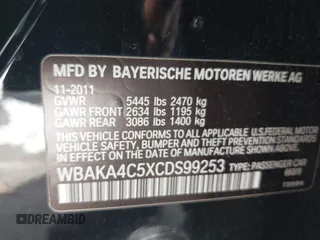 MFD BY BAYERISCHE MOTOREN WERKE AG
11-2011
GVWR 5445 lbs 2470 kg
GAWR FRONT 2634 lbs 1195 kg
GAWR REAR 3086 lbs 1400 kg
THIS VEHICLE CONFORMS TO ALL APPLICABLE
U.S. FEDERAL MOTOR VEHICLE SAFETY, BUMPER
AND THEFT PREVENTION STANDARDS IN EFFECT
ON THE DATE OF MANUFACTURE SHOWN ABOVE.
WBAKA4C5XCDS99253 TYPE: PASSENGER CAR
DREAMBID